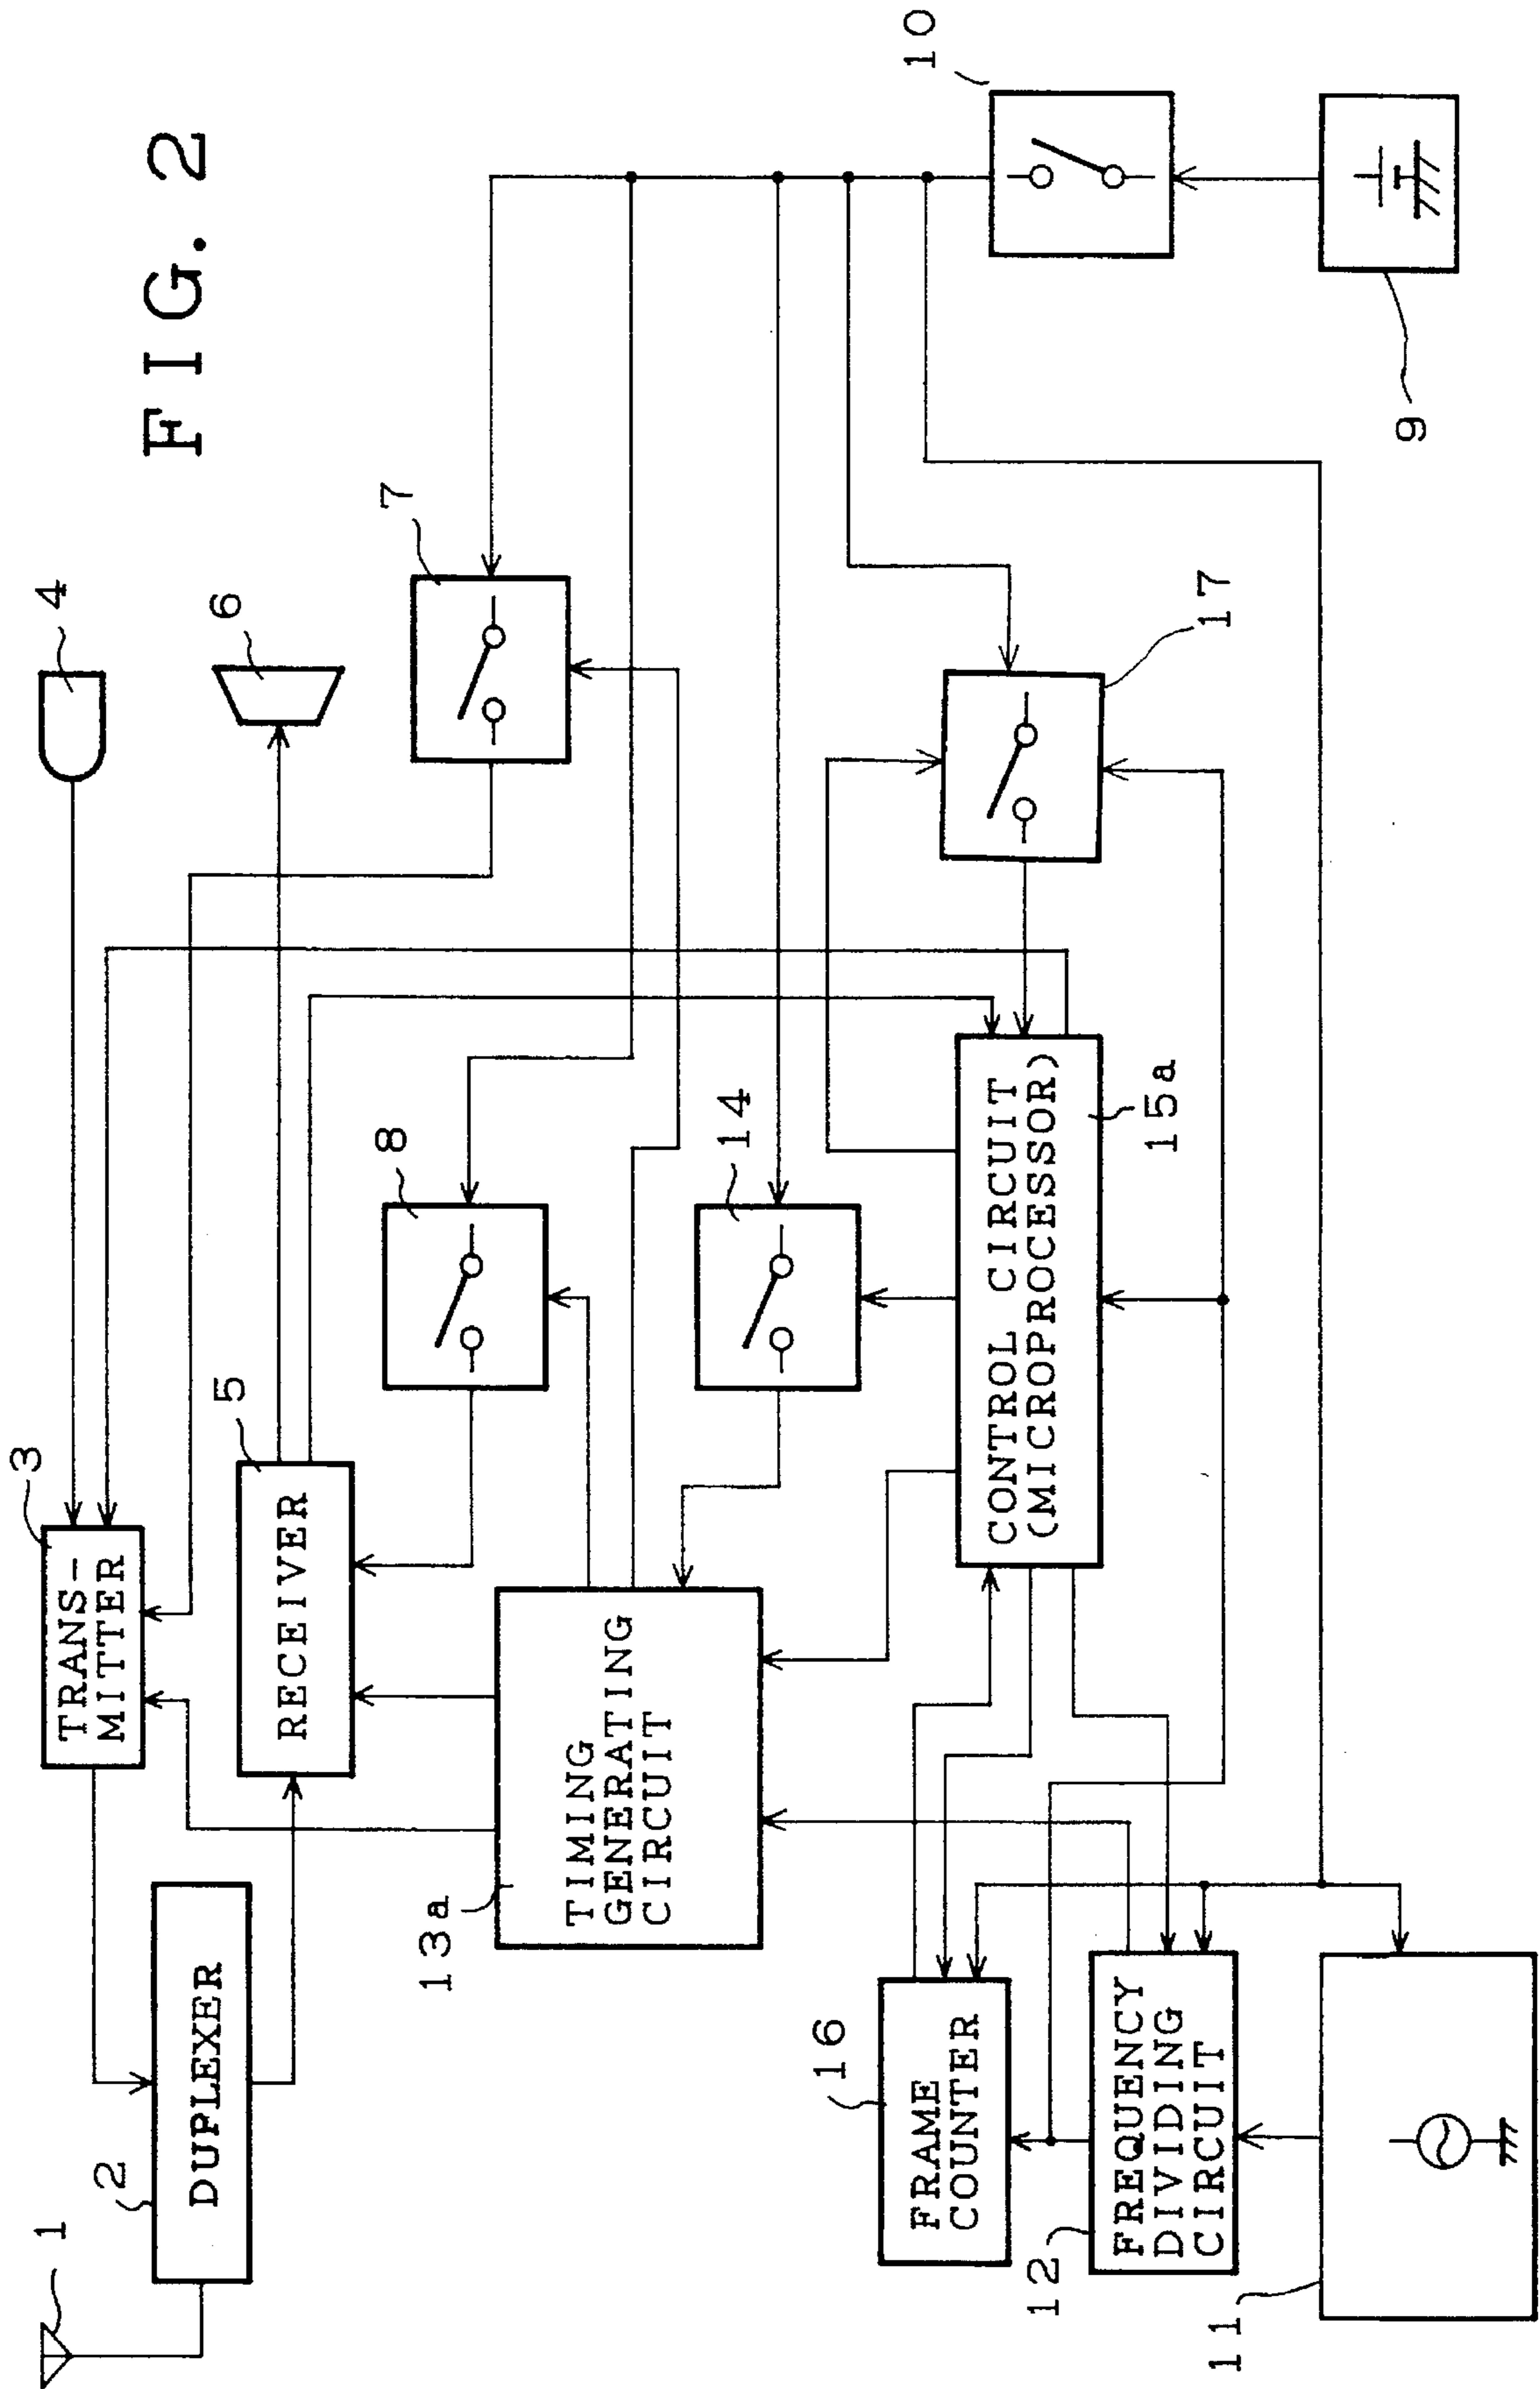 FIG. 2
1
2
DUPLEXER
3
TRANS-
MITTER
4
5
RECEIVER
6
7
8
13a
TIMING
GENERATING
CIRCUIT
14
10
9
16
FRAME
COUNTER
12
FREQUENCY
DIVIDING
CIRCUIT
11
CONTROL CIRCUIT
(MICROPROCESSOR)
15a
17